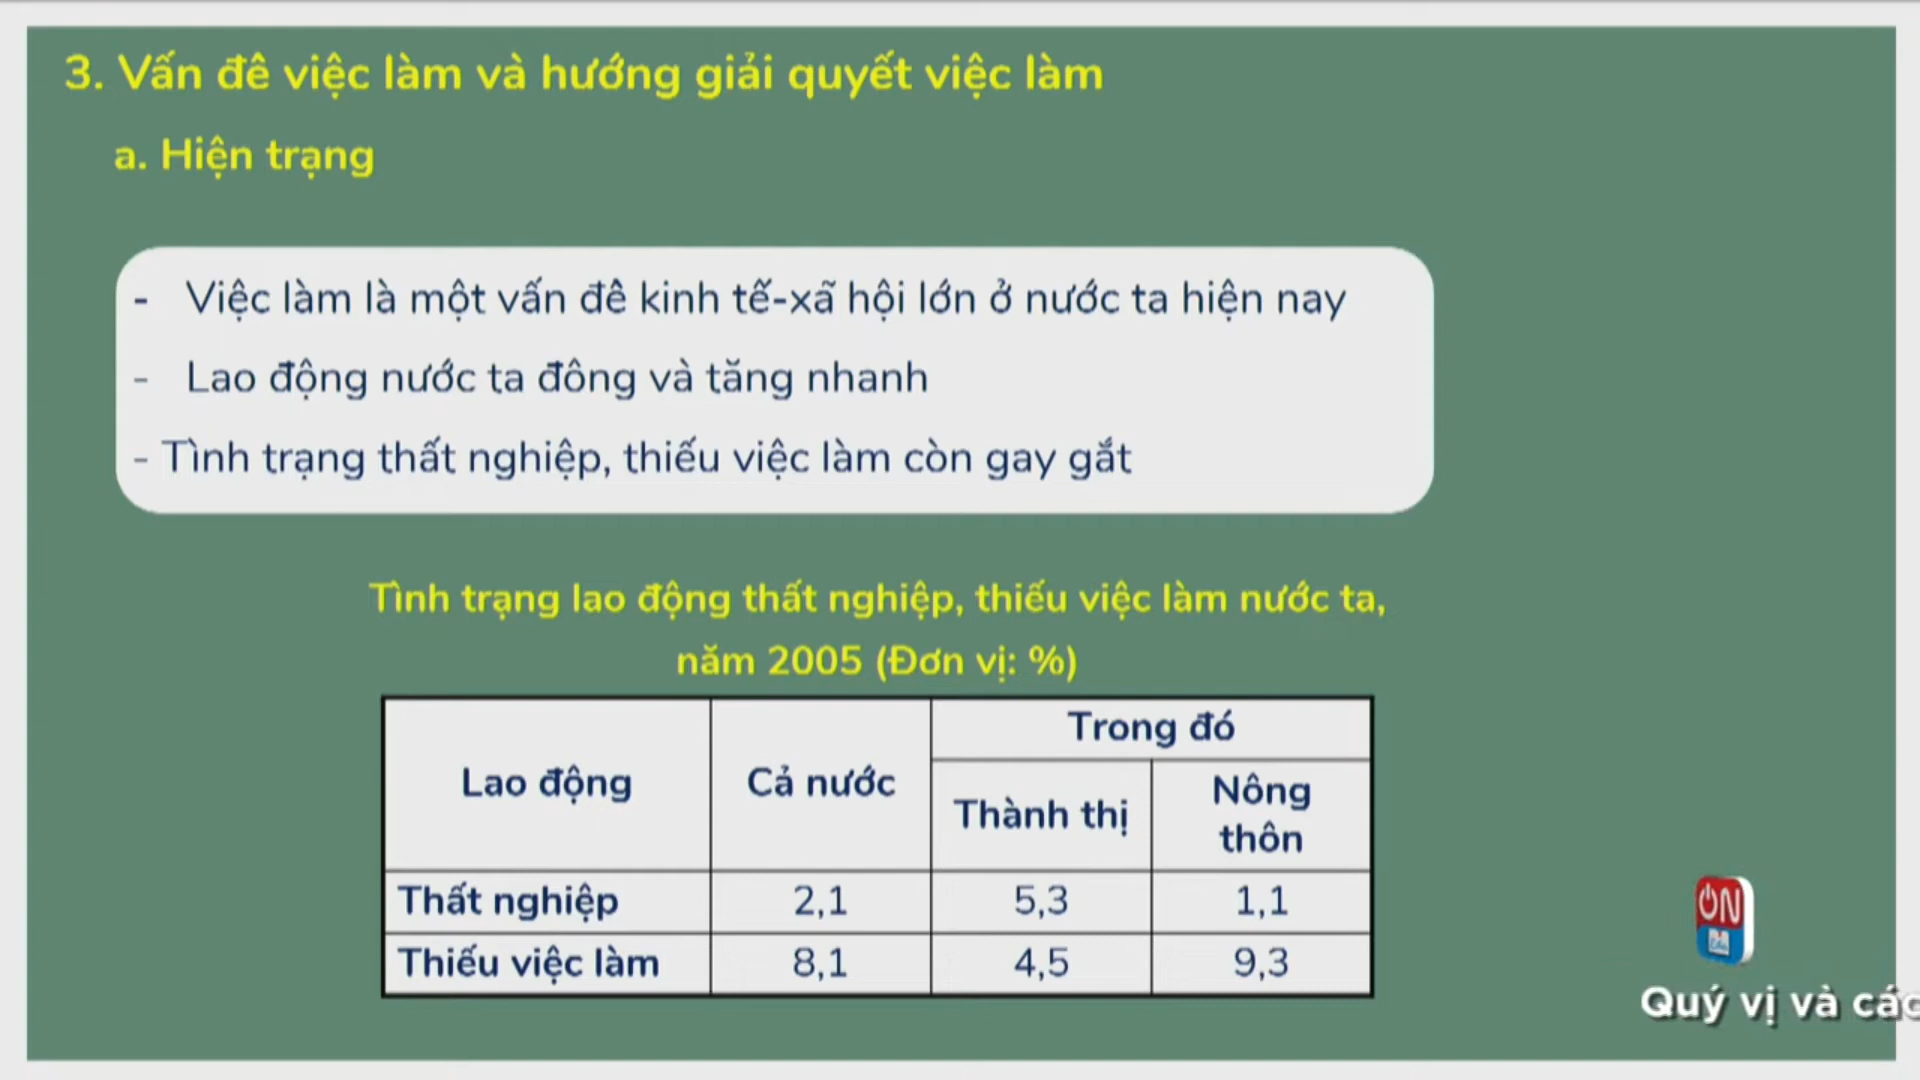 3. Vấn đề việc làm và hướng giải quyết việc làm
a. Hiện trạng
- Việc làm là một vấn đề kinh tế-xã hội lớn ở nước ta hiện nay
- Lao động nước ta đông và tăng nhanh
- Tình trạng thất nghiệp, thiếu việc làm còn gay gắt
Tình trạng lao động thất nghiệp, thiếu việc làm nước ta,
năm 2005 (Đơn vị: %)
Lao động Cả nước Trong đó
Thành thị Nông thôn
Thất nghiệp 2,1 5,3 1,1
Thiếu việc làm 8,1 4,5 9,3
ON
Edu
Quý vị và các